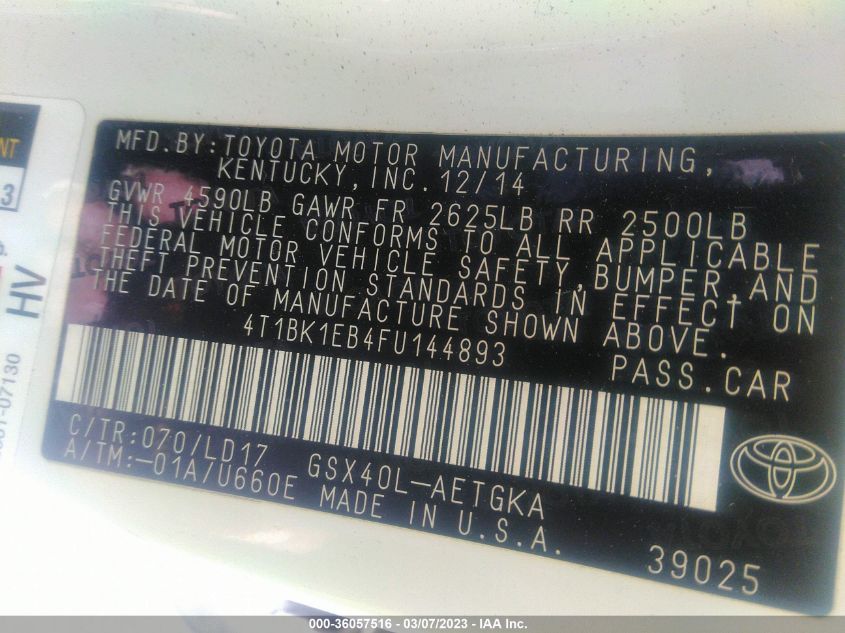 MFD.BY:TOYOTA MOTOR MANUFACTURING,
KENTUCKY,INC.12/14
GVWR 4590LB GAWR FR 2625LB RR 2500LB
THIS VEHICLE CONFORMS TO ALL APPLICABLE
FEDERAL MOTOR VEHICLE SAFETY,BUMPER,AND
THEFT PREVENTION STANDARDS IN EFFECT ON
THE DATE OF MANUFACTURE SHOWN ABOVE.
4T1BK1EB4FU144893
PASS.CAR
C/TR:070/LD17 GSX40L-AETGKA
A/TM:-01A/U660E MADE IN U.S.A.
39025
NT
3
HV
07130
000-36057516 - 03/07/2023 - IAA Inc.